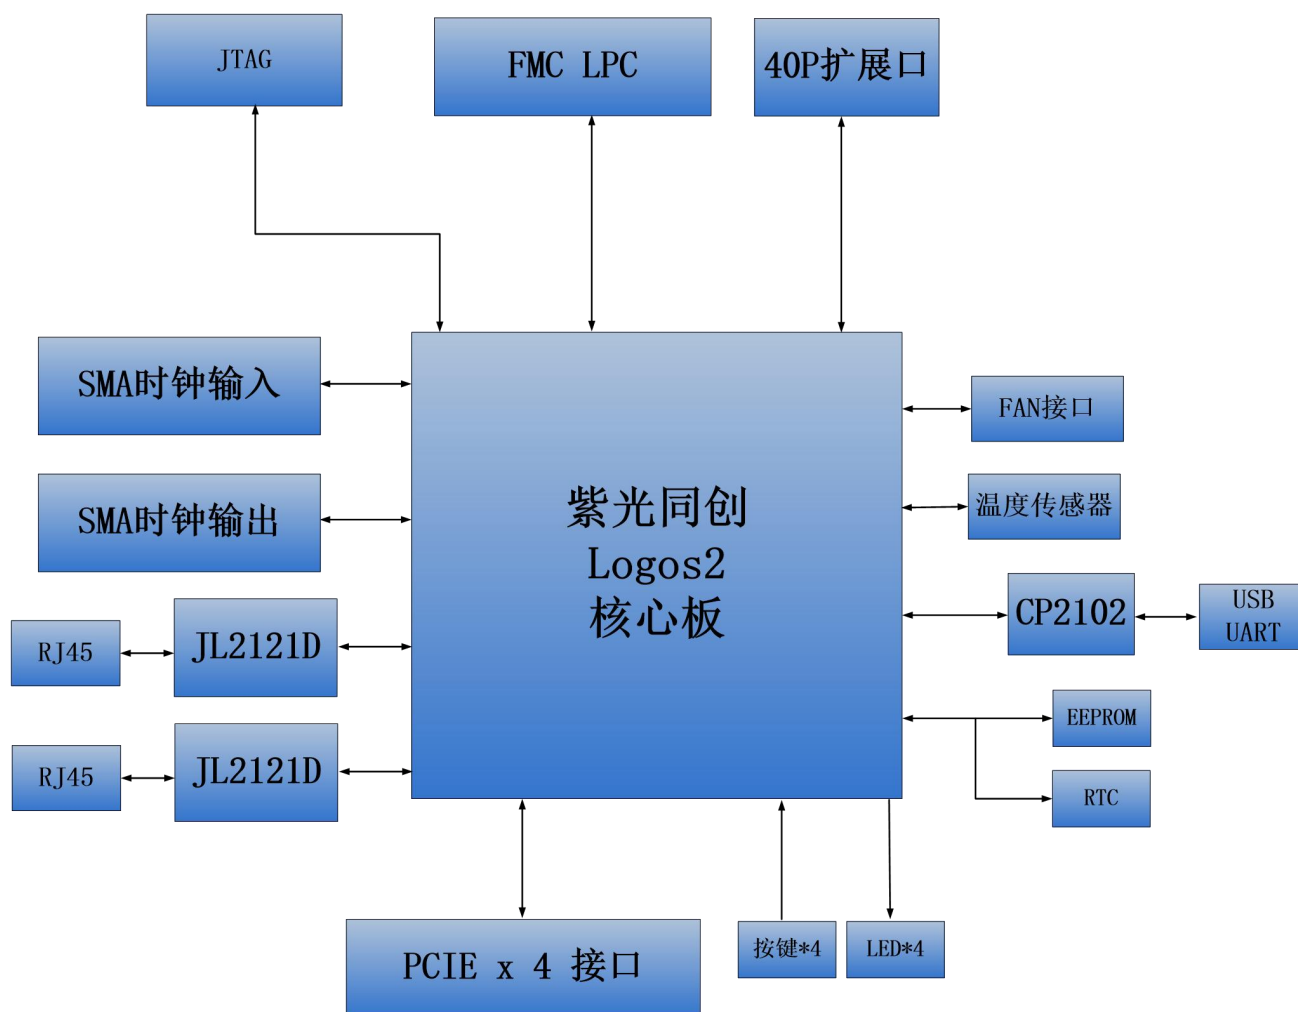 JTAG
FMC LPC
40P扩展口
SMA时钟输入
FAN接口
紫光同创
Logos2
核心板
温度传感器
SMA时钟输出
CP2102
USB
UART
RJ45
JL2121D
EEPROM
RJ45
JL2121D
RTC
PCIE x 4 接口
按键*4
LED*4